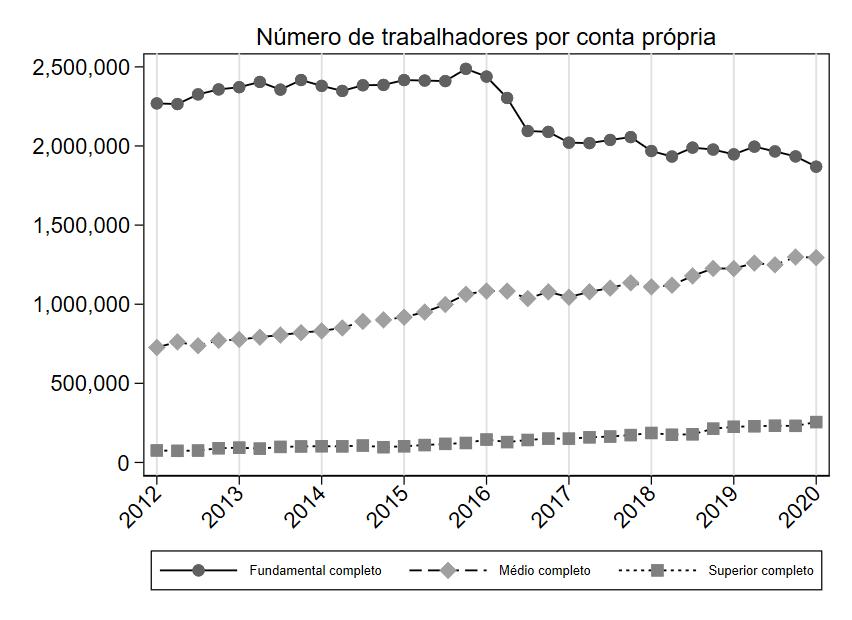 Número de trabalhadores por conta própria
2,500,000
2,000,000
1,500,000
1,000,000
500,000
0
2012 2013 2014 2015 2016 2017 2018 2019 2020
Fundamental completo Médio completo Superior completo